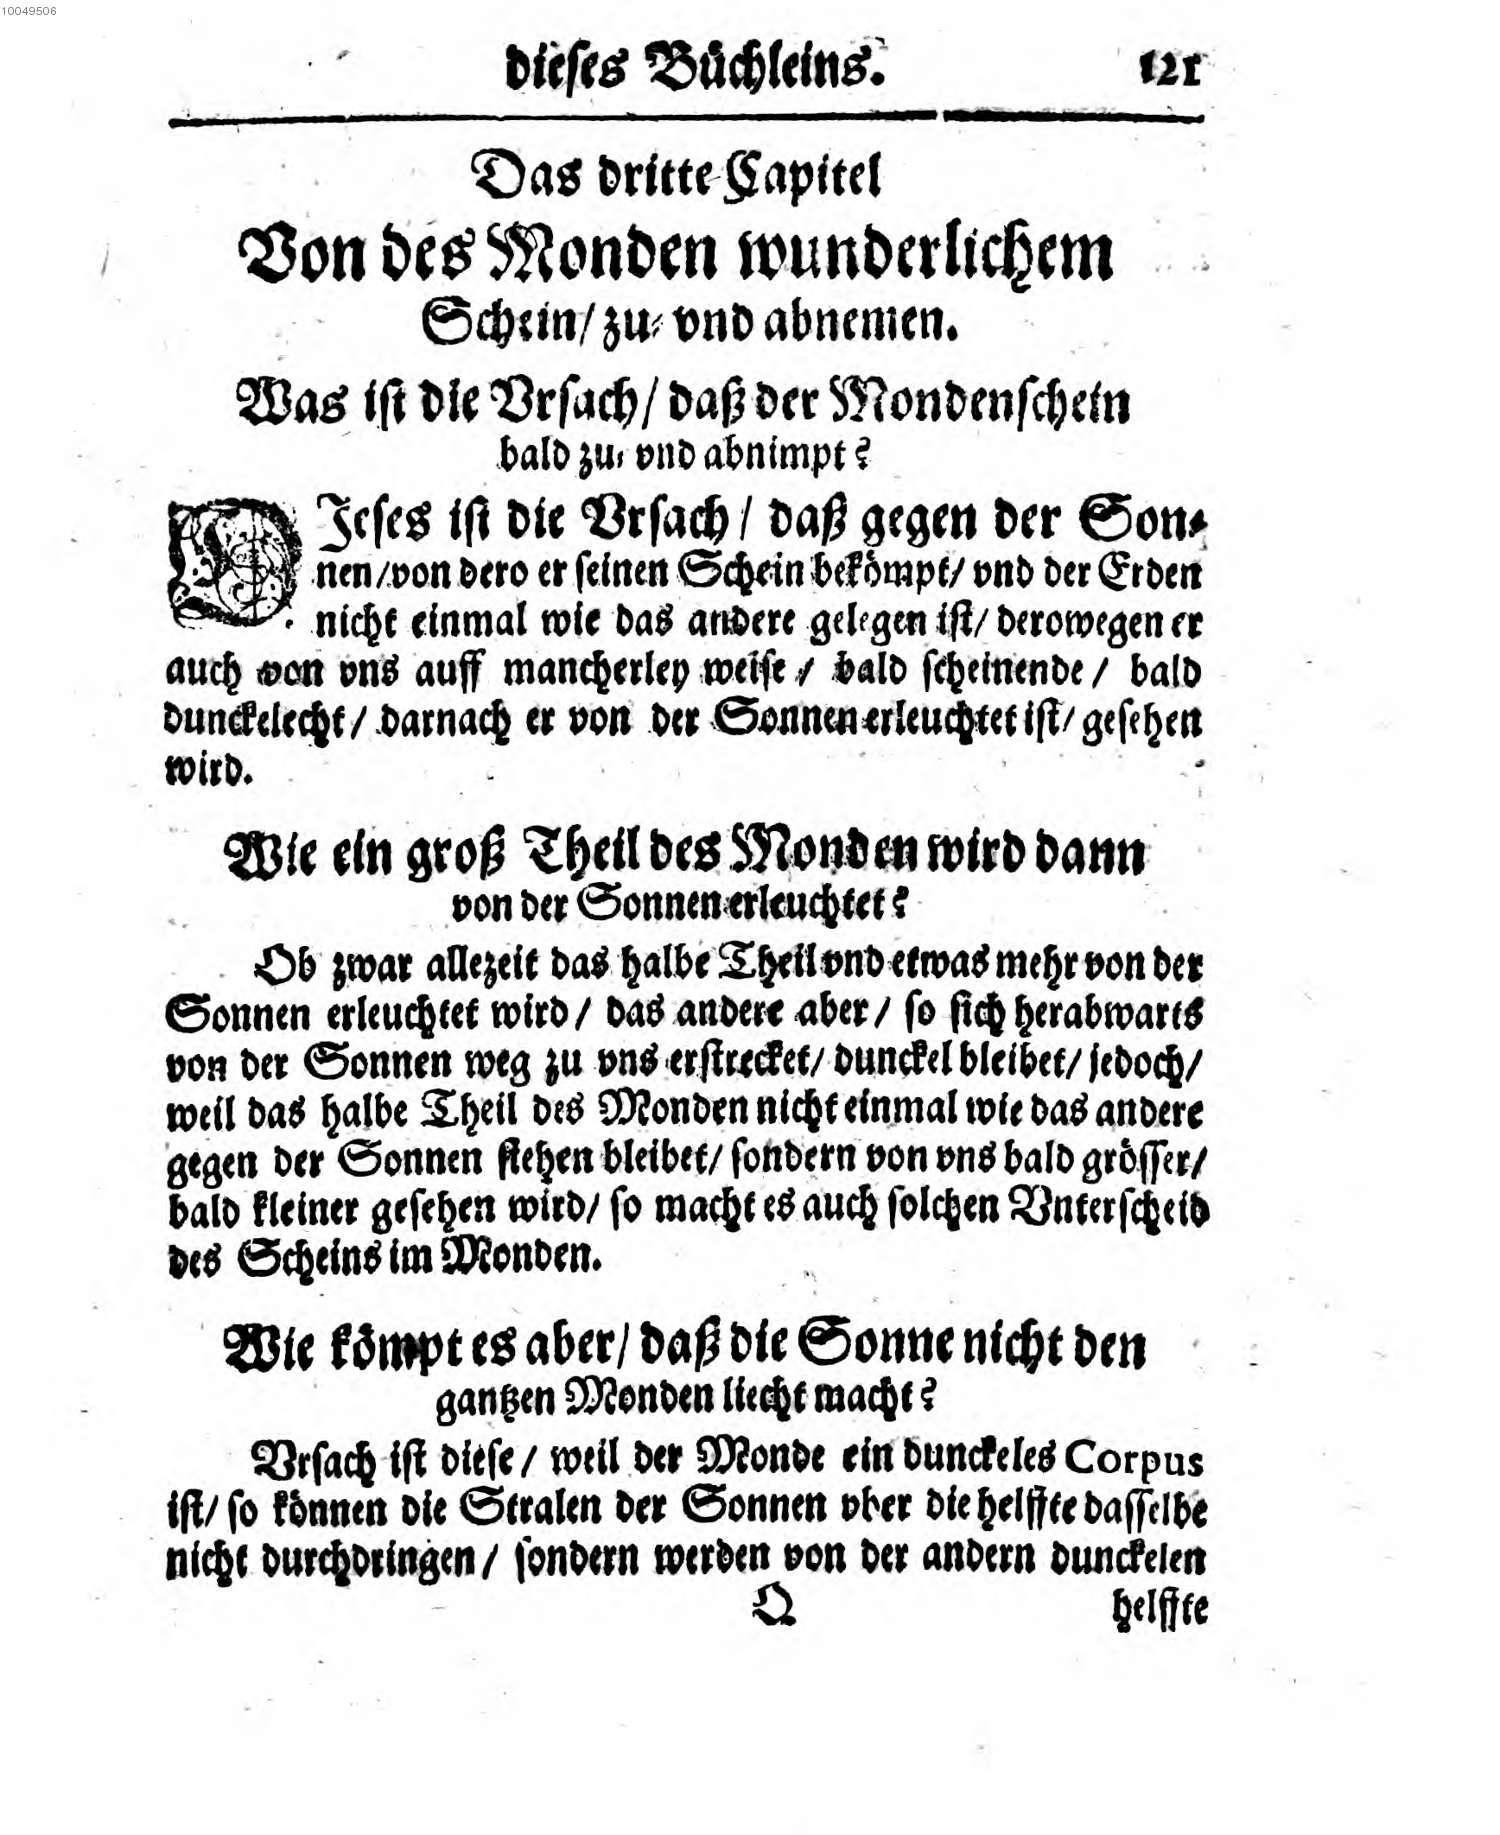 10049506
dieses Büchleins. 121
Das dritte Capitel
Von des Monden wunderlichem
Schein/ zu- vnd abnemen.
Was ist die Vrsach/ daß der Mondenschein
bald zu- vnd abnimpt?
DIeses ist die Vrsach/ daß gegen der Son-
nen/ von dero er seinen Schein bekömpt/ vnd der Erden
nicht einmal wie das andere gelegen ist/ derowegen er
auch von vns auff mancherley weise/ bald scheinende/ bald
dunckelecht/ darnach er von der Sonnen erleuchtet ist/ gesehen
wird.
Wie ein groß Theil des Monden wird dann
von der Sonnen erleuchtet?
Ob zwar allezeit das halbe Theil vnd etwas mehr von der
Sonnen erleuchtet wird/ das andere aber/ so sich herabwarts
von der Sonnen weg zu vns erstrecket/ dunckel bleibet/ jedoch/
weil das halbe Theil des Monden nicht einmal wie das andere
gegen der Sonnen stehen bleibet/ sondern von vns bald grösser/
bald kleiner gesehen wird/ so macht es auch solchen Vnterscheid
des Scheins im Monden.
Wie kömpt es aber/ daß die Sonne nicht den
gantzen Monden liecht macht?
Vrsach ist diese/ weil der Monde ein dunckeles Corpus
ist/ so können die Stralen der Sonnen vber die helffte dasselbe
nicht durchdringen/ sondern werden von der andern dunckelen
Q helffte